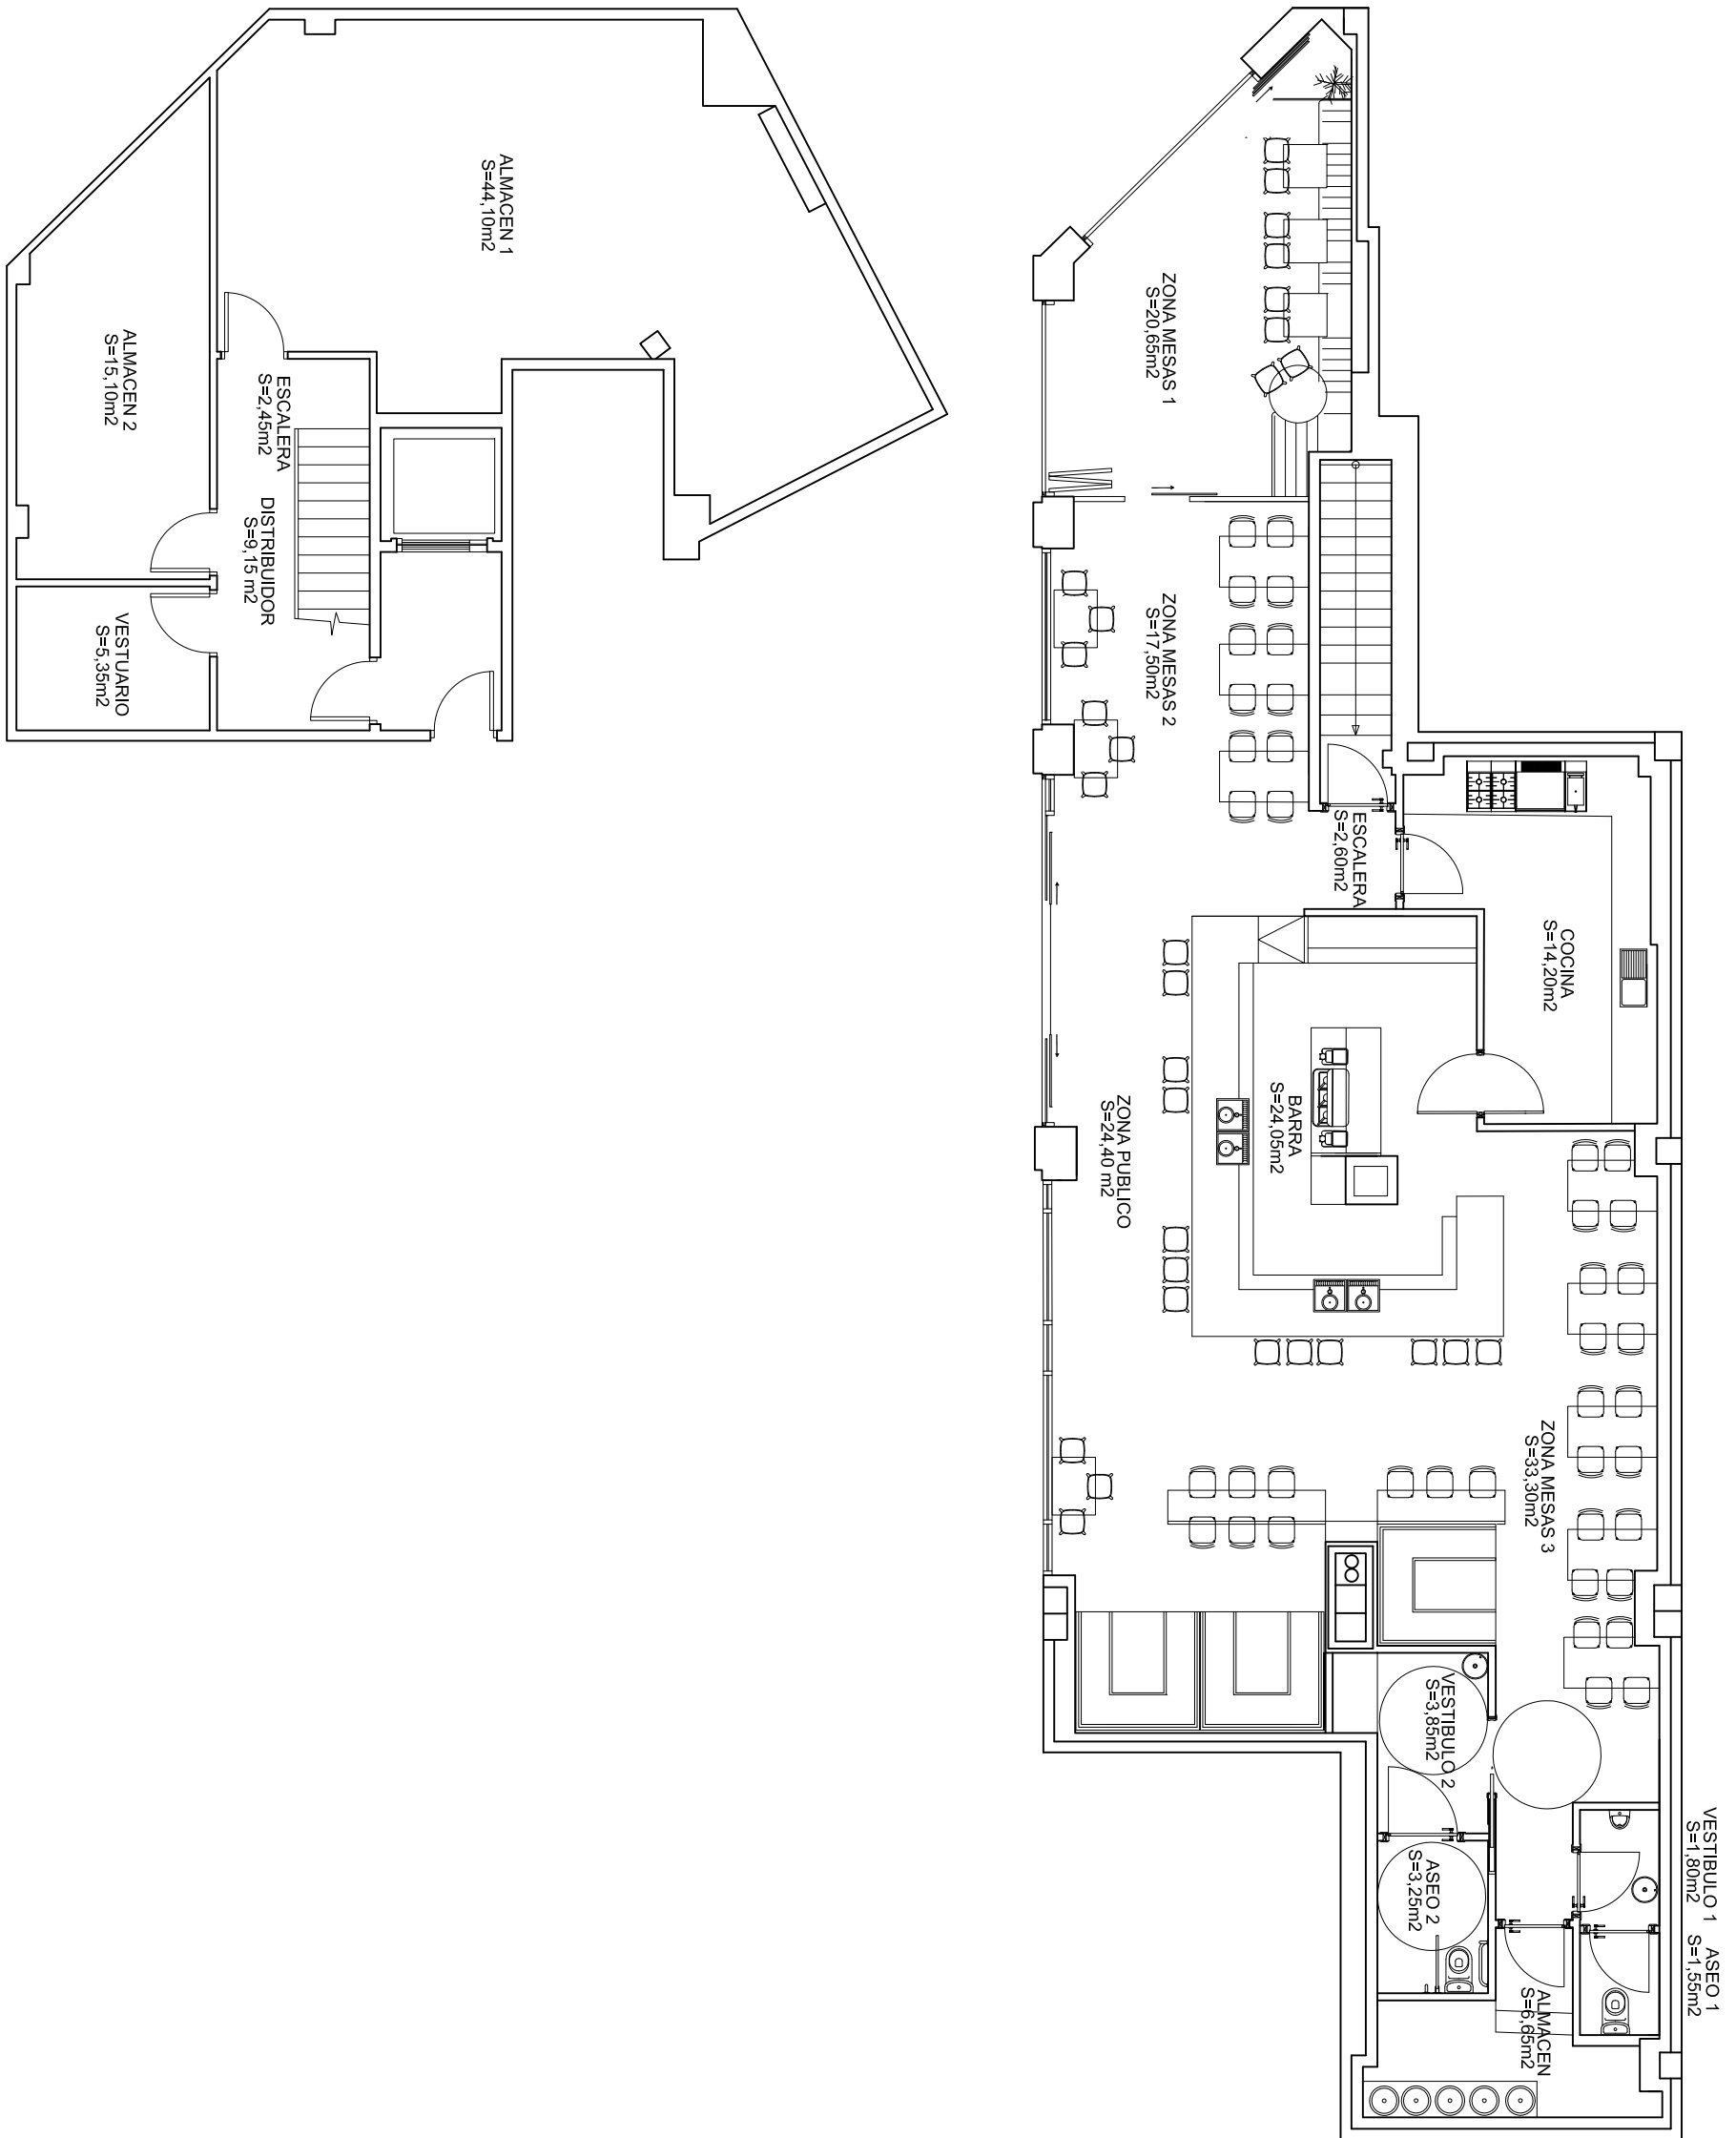 ALMACEN 1
S=44,10m2
ALMACEN 2
S=15,10m2
ESCALERA
S=2,45m2
DISTRIBUIDOR
S=9,15 m2
VESTUARIO
S=5,35m2
ZONA MESAS 1
S=20,65m2
ZONA MESAS 2
S=17,50m2
ESCALERA
S=2,60m2
COCINA
S=14,20m2
BARRA
S=24,05m2
ZONA PUBLICO
S=24,40 m2
ZONA MESAS 3
S=33,30m2
VESTIBULO 2
S=3,85m2
ASEO 2
S=3,25m2
VESTIBULO 1
S=1,80m2
ASEO 1
S=1,55m2
ALMACEN
S=6,65m2